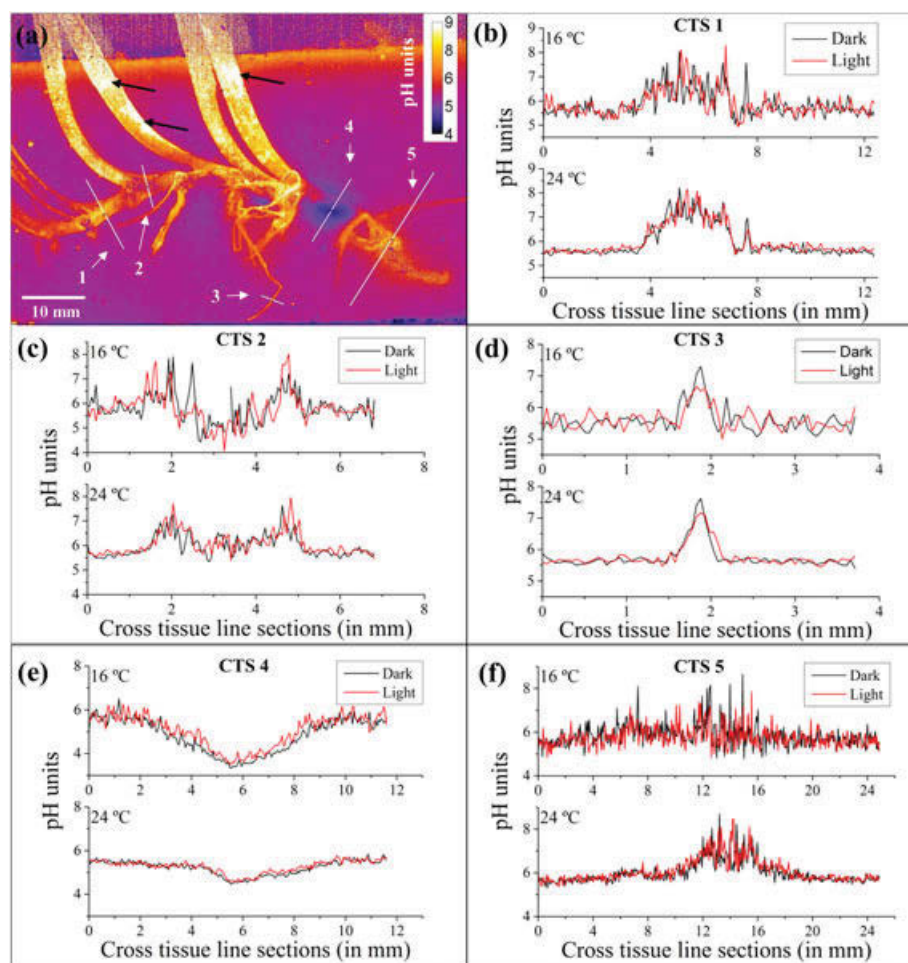 (a)
9
8
7
6
5
4
pH units
4
5
1
2
3
10 mm
(b)
CTS 1
16 ºC
Dark
Light
9
8
7
6
5
0 4 8 12
pH units
24 ºC
9
8
7
6
5
0 4 8 12
Cross tissue line sections (in mm)
(c)
CTS 2
16 ºC
Dark
Light
8
7
6
5
4
0 2 4 6 8
pH units
24 ºC
8
6
5
0 2 4 6 8
Cross tissue line sections (in mm)
(d)
CTS 3
16 ºC
Dark
Light
8
7
6
5
0 1 2 3 4
pH units
24 ºC
8
7
6
5
0 1 2 3 4
Cross tissue line sections (in mm)
(e)
CTS 4
16 ºC
Dark
Light
8
6
4
0 2 4 6 8 10 12
pH units
24 ºC
8
6
4
0 2 4 6 8 10 12
Cross tissue line sections (in mm)
(f)
CTS 5
16 ºC
Dark
Light
8
6
4
0 4 8 12 16 20 24
pH units
24 ºC
8
6
4
0 4 8 12 16 20 24
Cross tissue line sections (in mm)